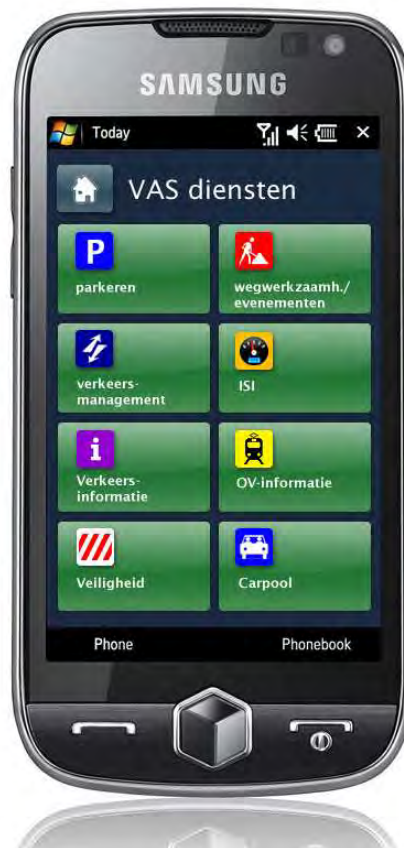 SAMSUNG
Today
VAS diensten
P
parkeren
wegwerkzaamh./
evenementen
verkeers-
management
ISI
i
Verkeers-
informatie
OV-informatie
Veiligheid
Carpool
Phone
Phonebook